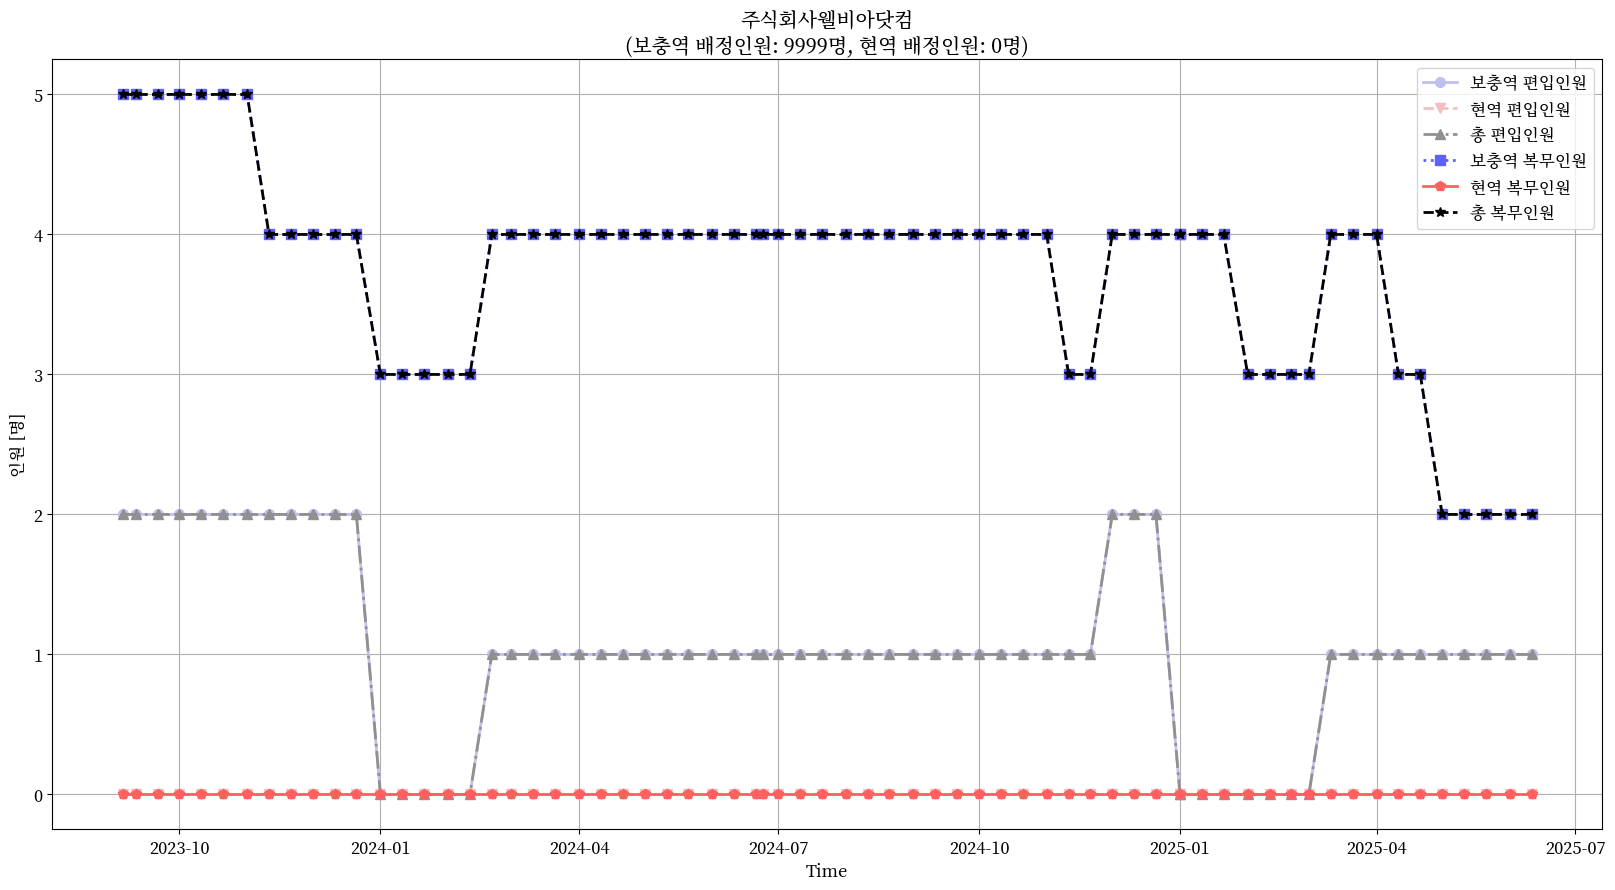 주식회사웰비아닷컴
(보충역 배정인원: 9999명, 현역 배정인원: 0명)
보충역 편입인원
현역 편입인원
총 편입인원
보충역 복무인원
현역 복무인원
총 복무인원
인원 [명]
5
4
3
2
1
0
2023-10
2024-01
2024-04
2024-07
2024-10
2025-01
2025-04
2025-07
Time